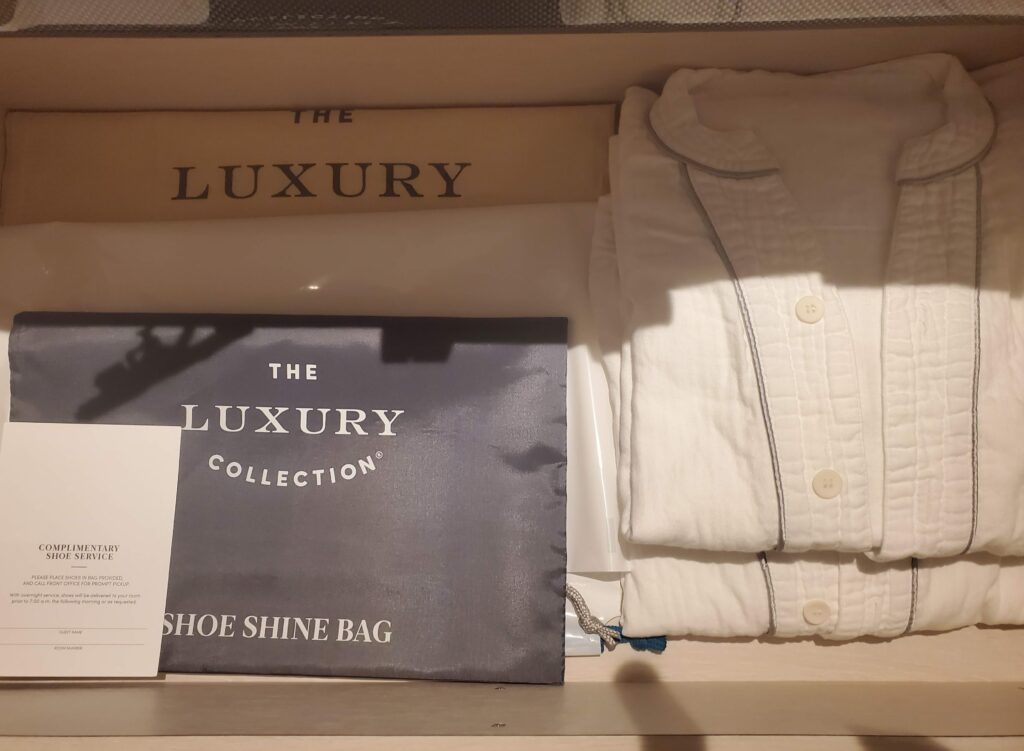 THE
LUXURY
THE
LUXURY
COLLECTION®
SHOE SHINE BAG
COMPLIMENTARY
SHOE SERVICE
PLEASE PLACE SHOES IN BAG PROVIDED,
AND CALL FRONT OFFICE FOR PROMPT PICKUP.
With overnight service, shoes will be delivered to your room
prior to 7:00 a.m. the following morning or as requested.
GUEST NAME
ROOM NUMBER